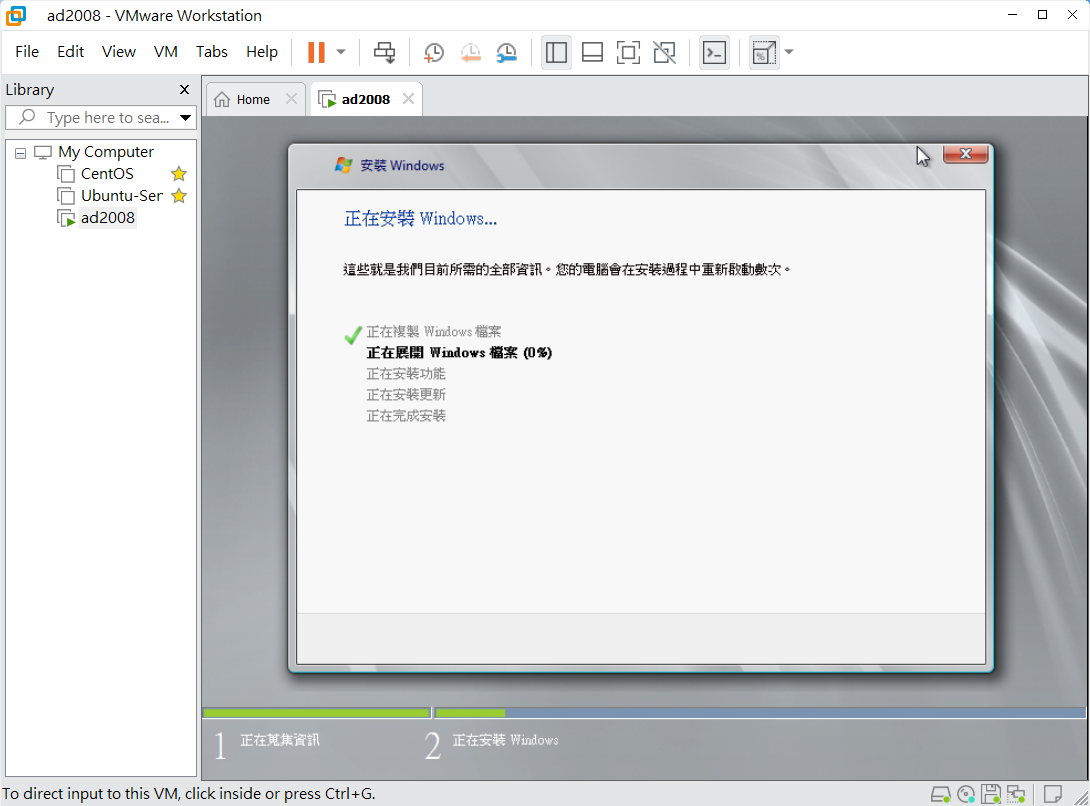 ad2008 - VMware Workstation
File Edit View VM Tabs Help
Library
Type here to sea...
My Computer
CentOS
Ubuntu-Ser
ad2008
Home
ad2008
安裝 Windows
正在安裝 Windows...
這些就是我們目前所需的全部資訊。您的電腦會在安裝過程中重新啟動數次。
正在複製 Windows 檔案
正在展開 Windows 檔案 (0%)
正在安裝功能
正在安裝更新
正在完成安裝
1 正在蒐集資訊
2 正在安裝 Windows
To direct input to this VM, click inside or press Ctrl+G.